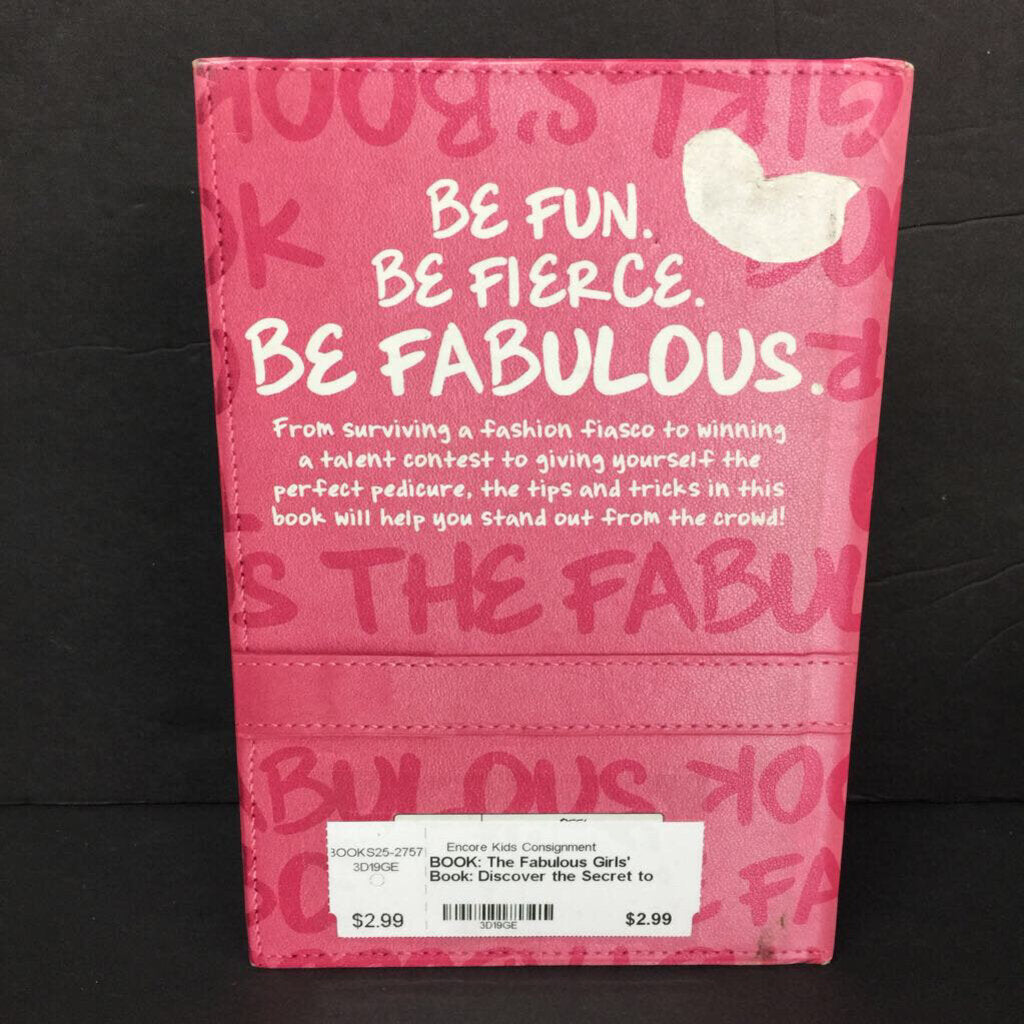 BE FUN.
BE FIERCE.
BE FABULOUS.
From surviving a fashion fiasco to winning
a talent contest to giving yourself the
perfect pedicure, the tips and tricks in this
book will help you stand out from the crowd!
S THE FABUL
BULOUS
FA
BOOKS25-2757
3D19GE
$2.99
Encore Kids Consignment
BOOK: The Fabulous Girls'
Book: Discover the Secret to
3D19GE
$2.99